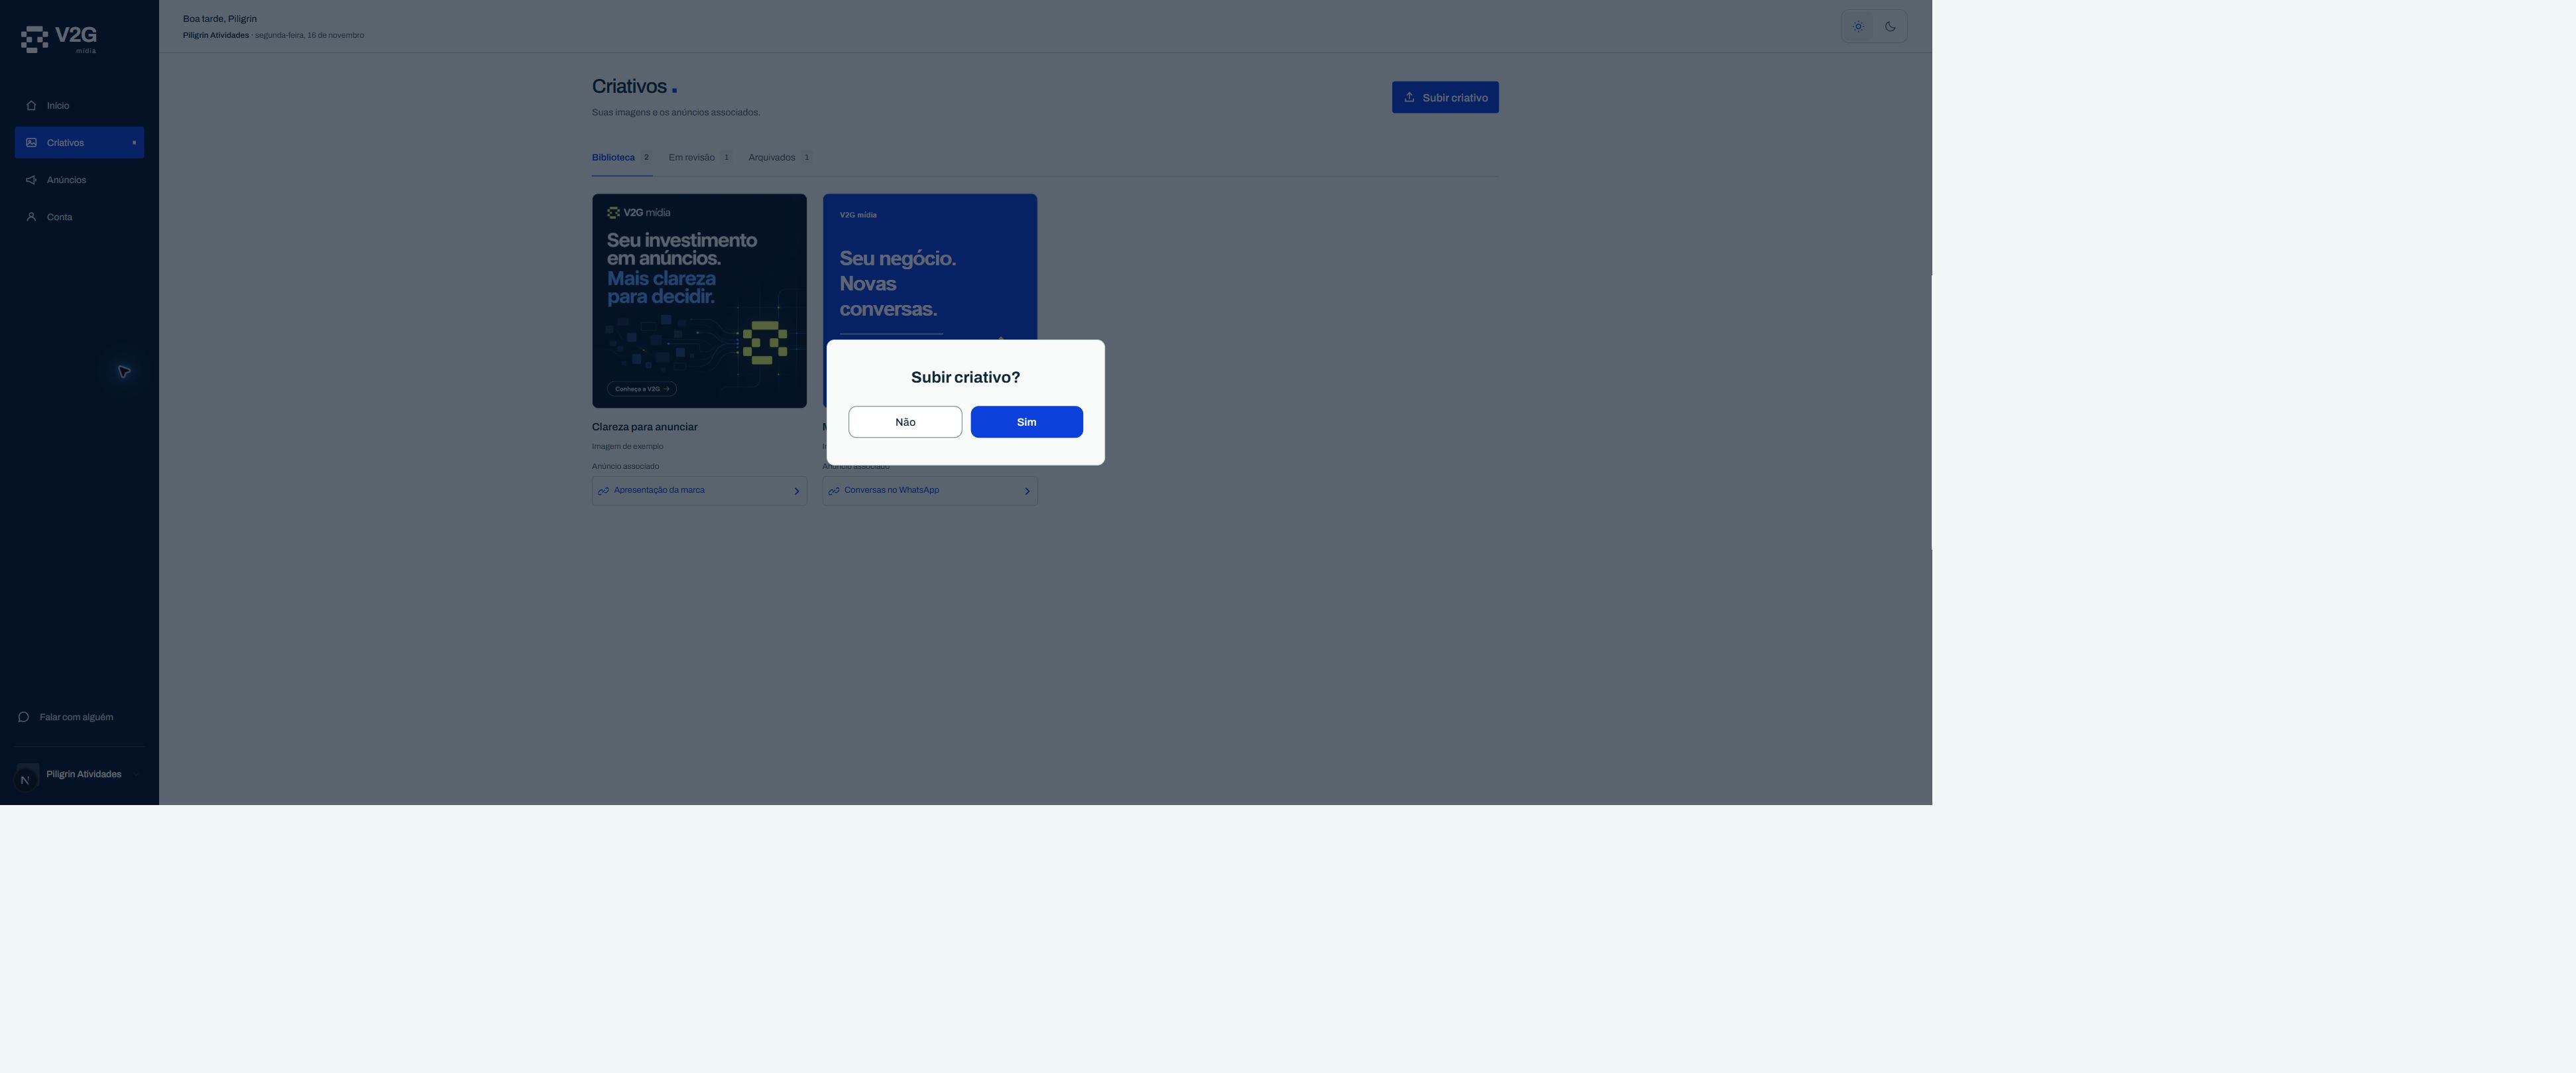 V2G
mídia
Boa tarde, Piligrin
Piligrin Atividades · segunda-feira, 16 de novembro
Início
Criativos
Anúncios
Conta
Criativos .
Suas imagens e os anúncios associados.
Subir criativo
Biblioteca 2 Em revisão 1 Arquivados 1
V2G mídia
Seu investimento
em anúncios.
Mais clareza
para decidir.
Conheça a V2G →
V2G mídia
Seu negócio.
Novas
conversas.
Subir criativo?
Não Sim
Clareza para anunciar
Imagem de exemplo
Anúncio associado
Apresentação da marca
Anúncio associado
Conversas no WhatsApp
Falar com alguém
N
Piligrin Atividades